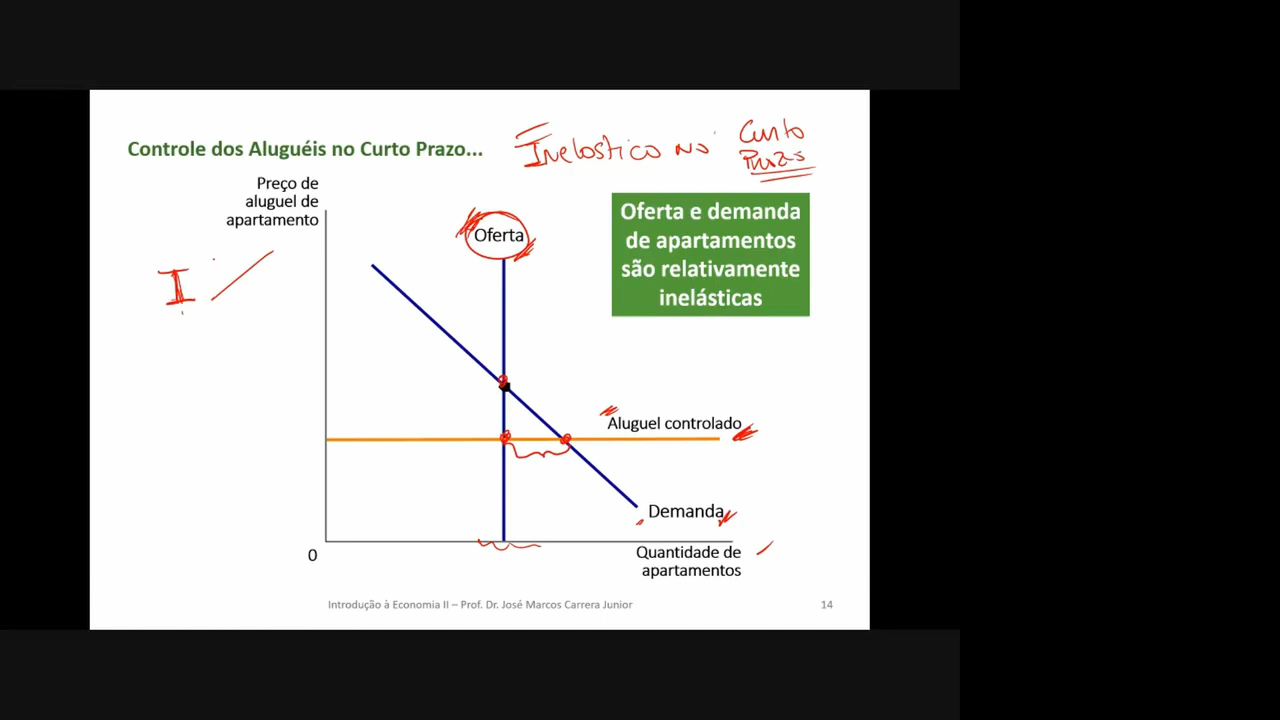 Controle dos Aluguéis no Curto Prazo...
Inelostico no Curto
Prazo
Preço de
aluguel de
apartamento
Oferta
Oferta e demanda
de apartamentos
são relativamente
inelásticas
I
Aluguel controlado
Demanda
0
Quantidade de
apartamentos
Introdução à Economia II – Prof. Dr. José Marcos Carrera Junior
14